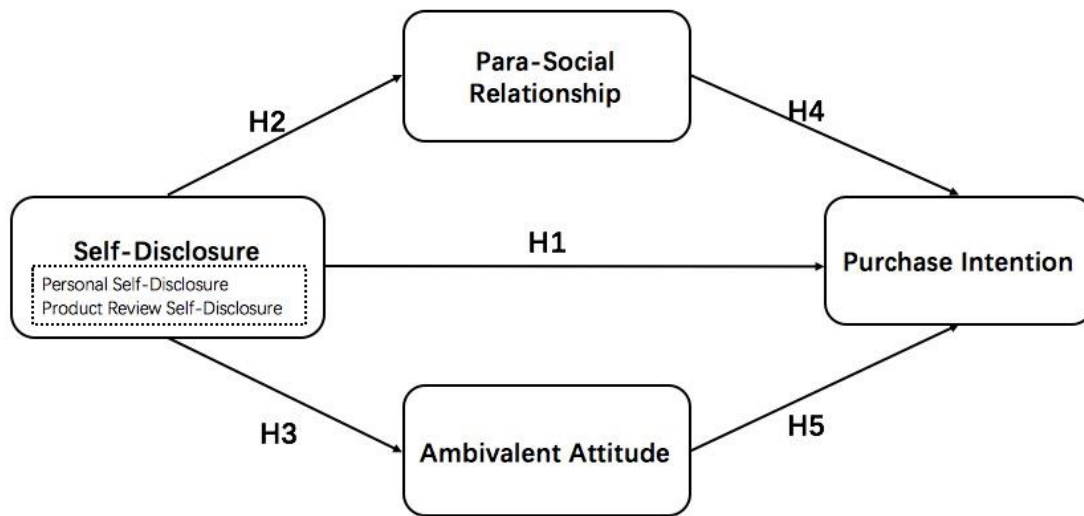 Para-Social
Relationship
H2
H4
Self-Disclosure
Personal Self-Disclosure
Product Review Self-Disclosure
H1
Purchase Intention
H3
Ambivalent Attitude
H5